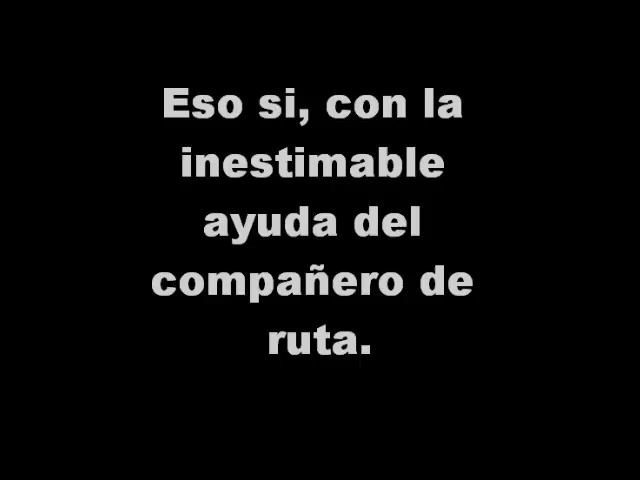 Eso si, con la
inestimable
ayuda del
compañero de
ruta.